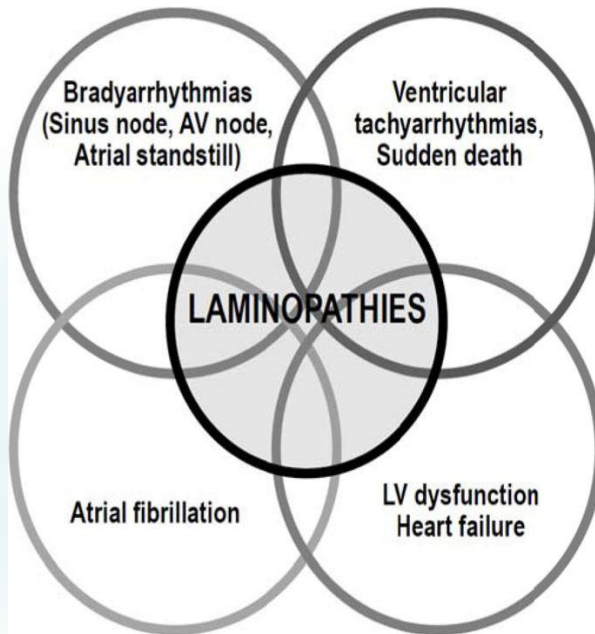 Bradyarrhythmias
(Sinus node, AV node,
Atrial standstill)
Ventricular
tachyarrhythmias,
Sudden death
LAMINOPATHIES
Atrial fibrillation
LV dysfunction
Heart failure